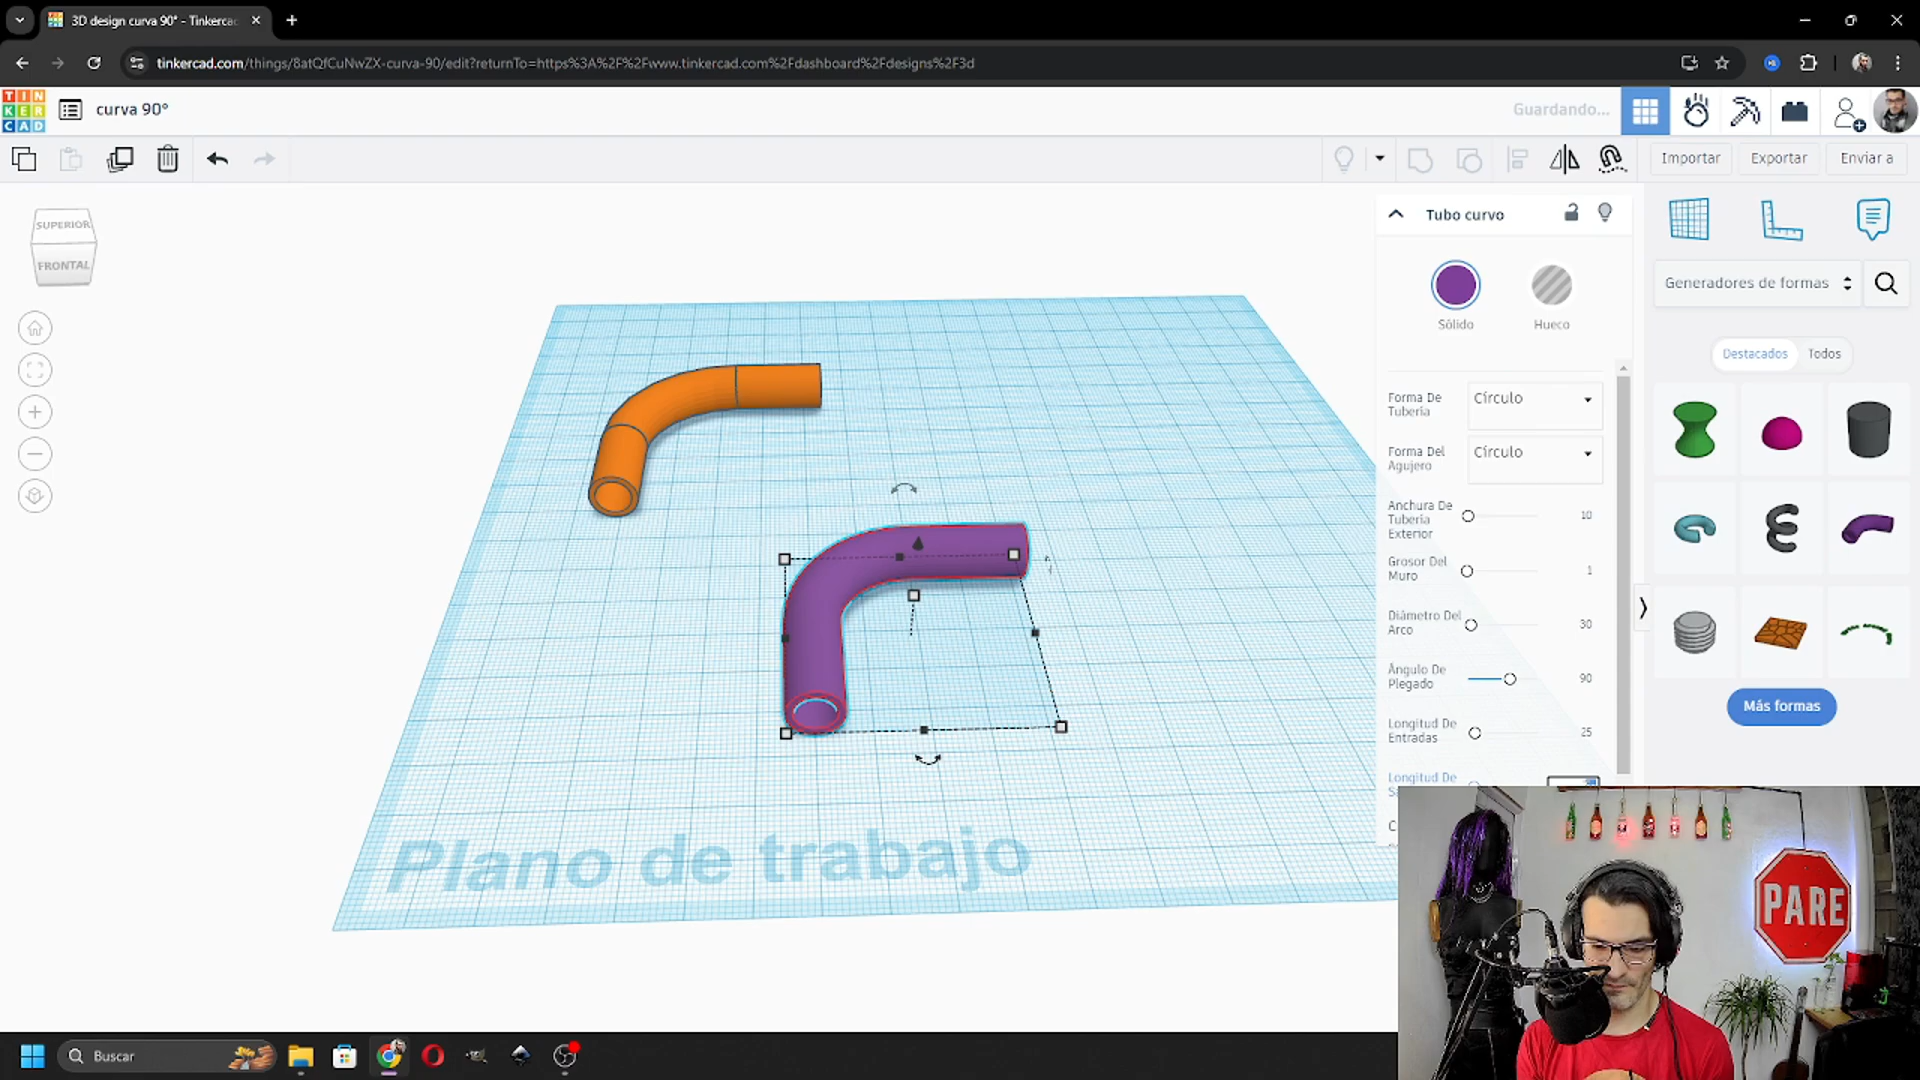 3D design curva 90° - Tinkerca
tinkercad.com/things/8atQfCuNwZX-curva-90/edit?returnTo=https%3A%2F%2Fwww.tinkercad.com%2Fdashboard%2Fdesigns%2F3d
TIN
KER
CAD
curva 90°
Guardando...
Importar
Exportar
Enviar a
SUPERIOR
FRONTAL
Tubo curvo
Sólido
Hueco
Forma De
Tubería
Círculo
Forma Del
Agujero
Círculo
Anchura De
Tubería
Exterior
10
Grosor Del
Muro
1
Diámetro Del
Arco
30
Ángulo De
Plegado
90
Longitud De
Entradas
25
Longitud De
Generadores de formas
Destacados
Todos
Más formas
Plano de trabajo
PARE
Buscar